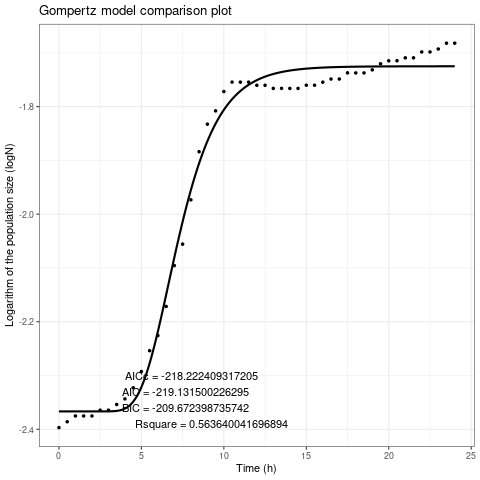 Gompertz model comparison plot
Logarithm of the population size (logN)
-1.8
-2.0
-2.2
-2.4
AICc = -218.222409317205
AIC = -219.131500226295
BIC = -209.672398735742
Rsquare = 0.563640041696894
0 5 10 15 20 25
Time (h)